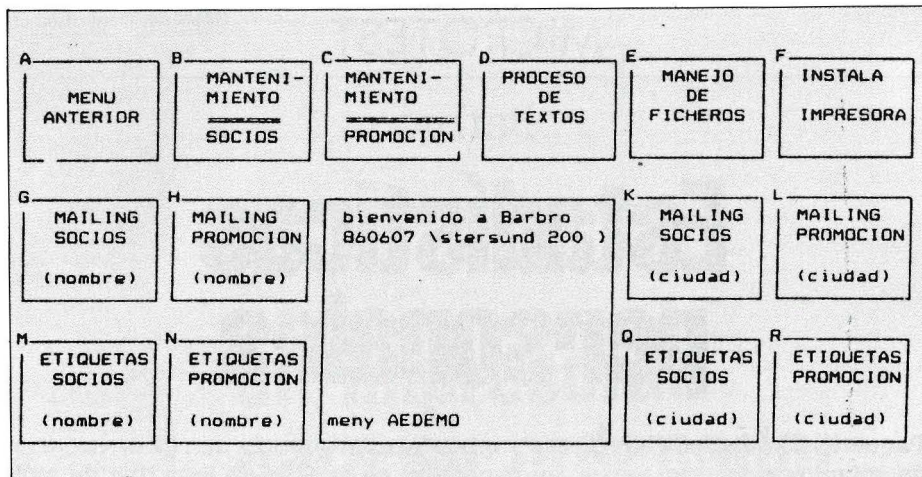 A
MENU
ANTERIOR
B
MANTENI-
MIENTO
SOCIOS
C
MANTENI-
MIENTO
PROMOCION
D
PROCESO
DE
TEXTOS
E
MANEJO
DE
FICHEROS
F
INSTALA
IMPRESORA
G
MAILING
SOCIOS
(nombre)
H
MAILING
PROMOCION
(nombre)
bienvenido a Barbro
860607 \stersund 200 )
meny AEDEMO
K
MAILING
SOCIOS
(ciudad)
L
MAILING
PROMOCION
(ciudad)
M
ETIQUETAS
SOCIOS
(nombre)
N
ETIQUETAS
PROMOCION
(nombre)
Q
ETIQUETAS
SOCIOS
(ciudad)
R
ETIQUETAS
PROMOCION
(ciudad)